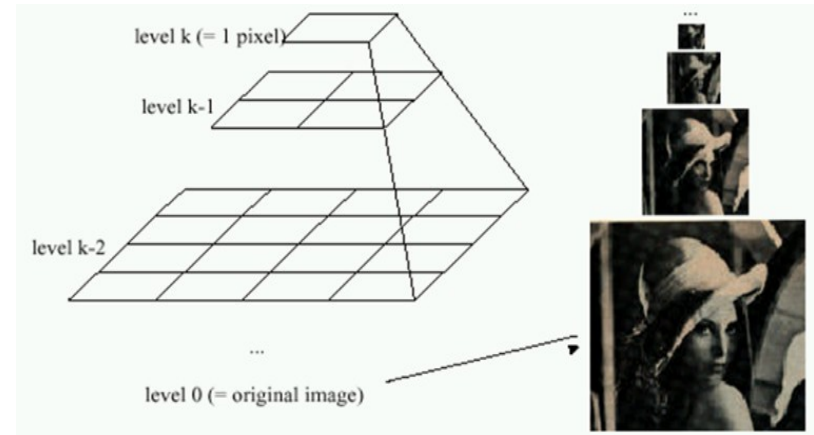 ...
level k (= 1 pixel)
level k-1
level k-2
...
level 0 (= original image)